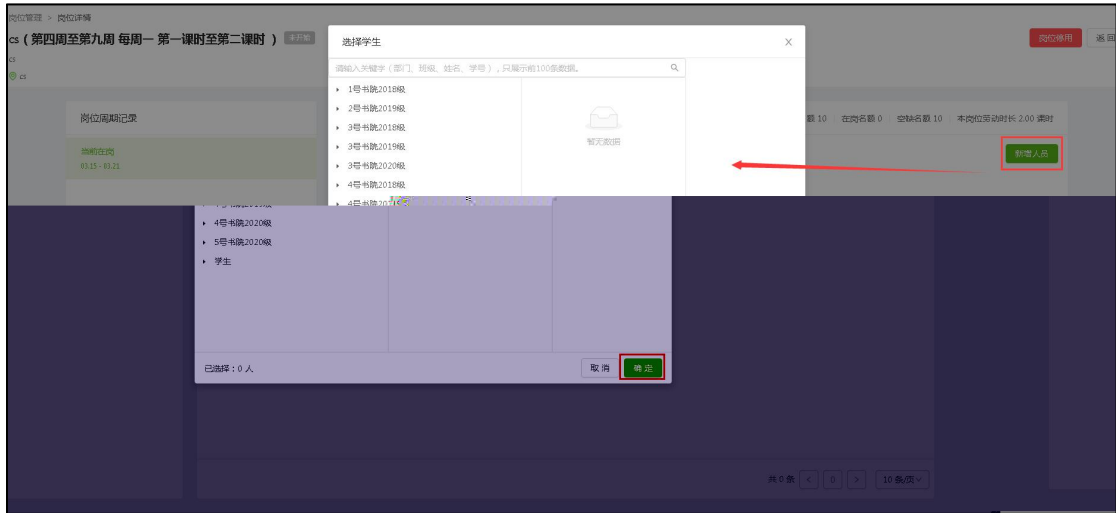 岗位管理 > 岗位详情
cs（第四周至第九周 每周一 第一课时至第二课时 ） 未开始
岗位停用
返回
cs
cs
选择学生
X
请输入关键字（部门、班级、姓名、学号），只展示前100条数据。
1号书院2018级
2号书院2019级
3号书院2018级
3号书院2019级
3号书院2020级
4号书院2018级
暂无数据
岗位周期记录
当前在岗
03.15 - 03.21
额 10 在岗名额 0 空缺名额 10 本岗位劳动时长 2.00 课时
新增人员
4号书院2020级
5号书院2020级
学生
已选择：0 人
取 消
确 定
共 0 条 < 0 > 10 条/页